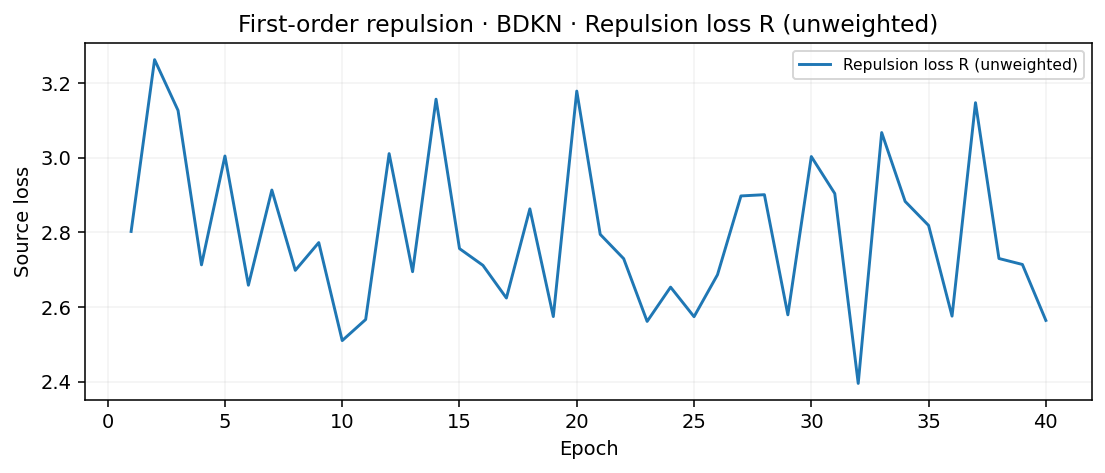 First-order repulsion · BDKN · Repulsion loss R (unweighted)
Repulsion loss R (unweighted)
Source loss
3.2
3.0
2.8
2.6
2.4
0 5 10 15 20 25 30 35 40
Epoch